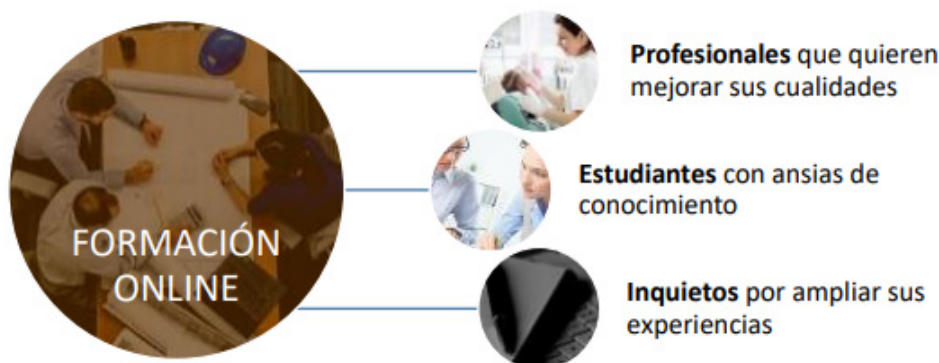 FORMACIÓN
ONLINE
Profesionales que quieren
mejorar sus cualidades
Estudiantes con ansias de
conocimiento
Inquietos por ampliar sus
experiencias